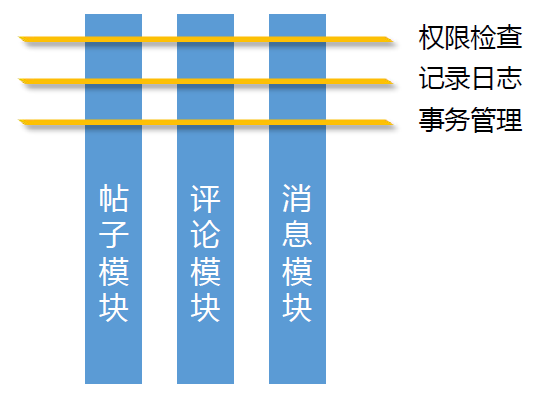 权限检查
记录日志
事务管理
帖子模块
评论模块
消息模块